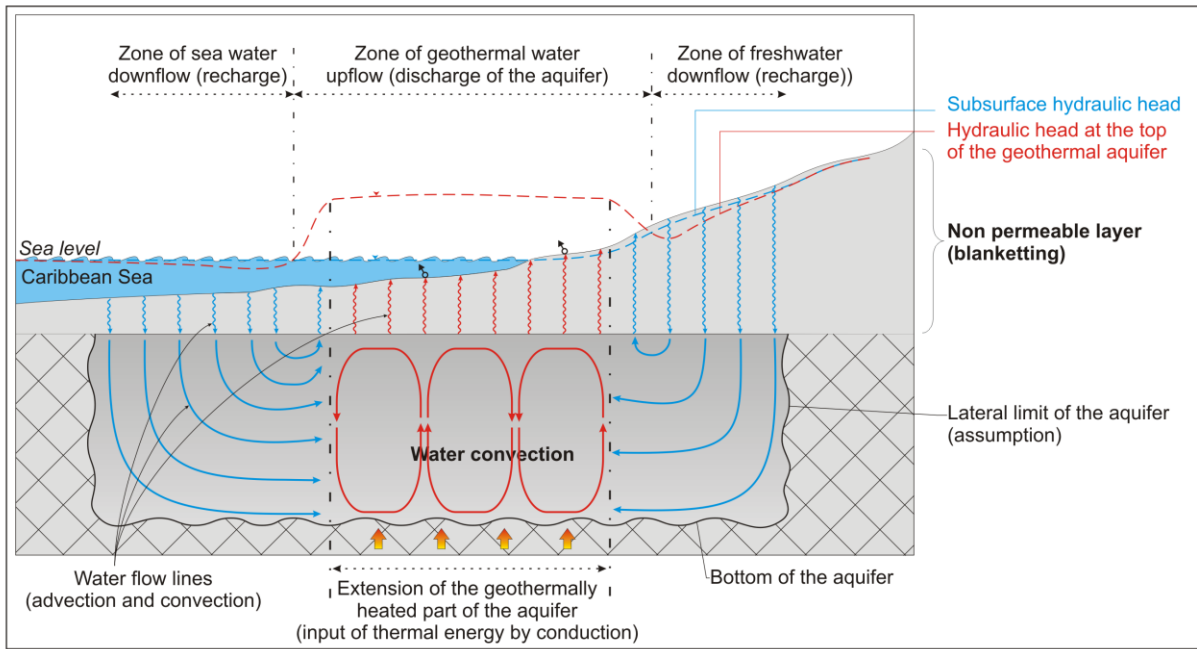 Zone of sea water
downflow (recharge)
Zone of geothermal water
upflow (discharge of the aquifer)
Zone of freshwater
downflow (recharge))
Subsurface hydraulic head
Hydraulic head at the top
of the geothermal aquifer
Non permeable layer
(blanketting)
Sea level
Caribbean Sea
Lateral limit of the aquifer
(assumption)
Water convection
Water flow lines
(advection and convection)
Extension of the geothermally
heated part of the aquifer
(input of thermal energy by conduction)
Bottom of the aquifer